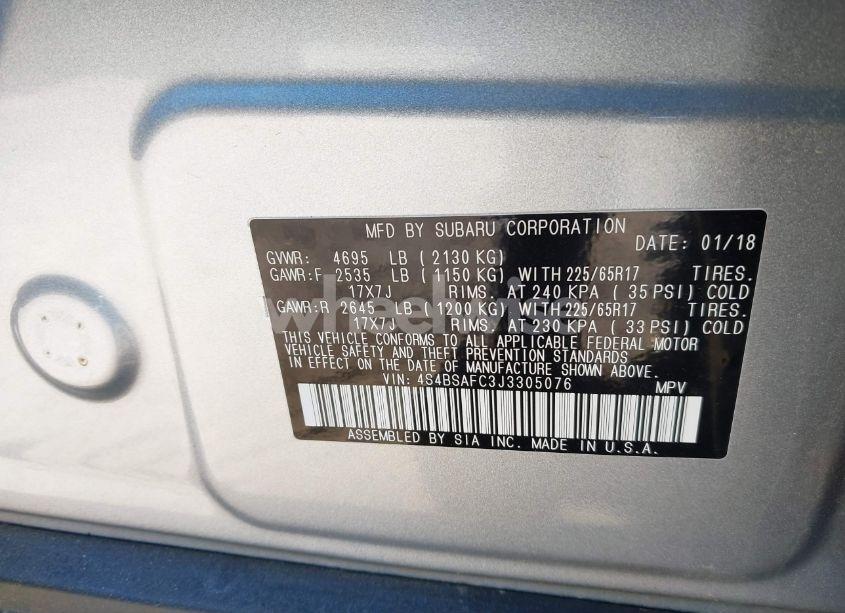 MFD BY SUBARU CORPORATION
DATE: 01/18
GVWR: 4695 LB ( 2130 KG)
GAWR:F 2535 LB ( 1150 KG) WITH 225/65R17 TIRES.
17X7J RIMS. AT 240 KPA ( 35 PSI) COLD
GAWR:R 2645 LB ( 1200 KG) WITH 225/65R17 TIRES.
17X7J RIMS. AT 230 KPA ( 33 PSI) COLD
THIS VEHICLE CONFORMS TO ALL APPLICABLE FEDERAL MOTOR
VEHICLE SAFETY AND THEFT PREVENTION STANDARDS
IN EFFECT ON THE DATE OF MANUFACTURE SHOWN ABOVE.
VIN: 4S4BSAFC3J3305076 MPV
ASSEMBLED BY SIA INC. MADE IN U.S.A.